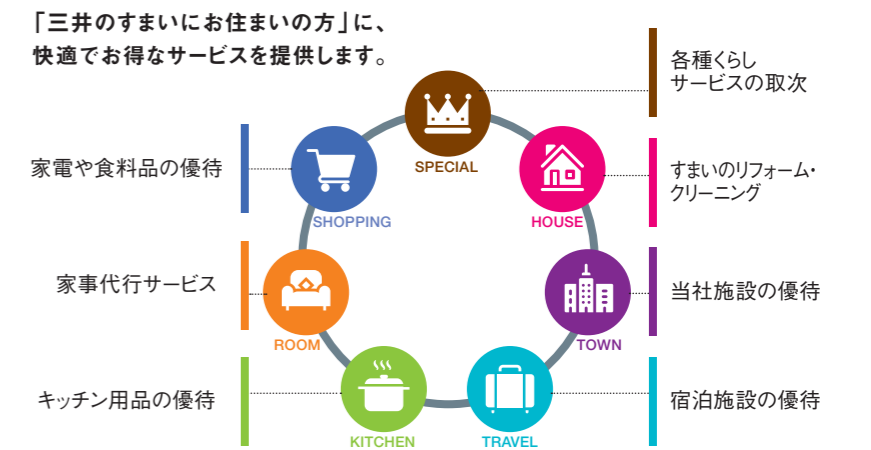 「三井のすまいにお住まいの方」に、
快適でお得なサービスを提供します。
各種くらし
サービスの取次
SPECIAL
家電や食料品の優待
SHOPPING
すまいのリフォーム・
クリーニング
HOUSE
家事代行サービス
ROOM
当社施設の優待
TOWN
キッチン用品の優待
KITCHEN
宿泊施設の優待
TRAVEL